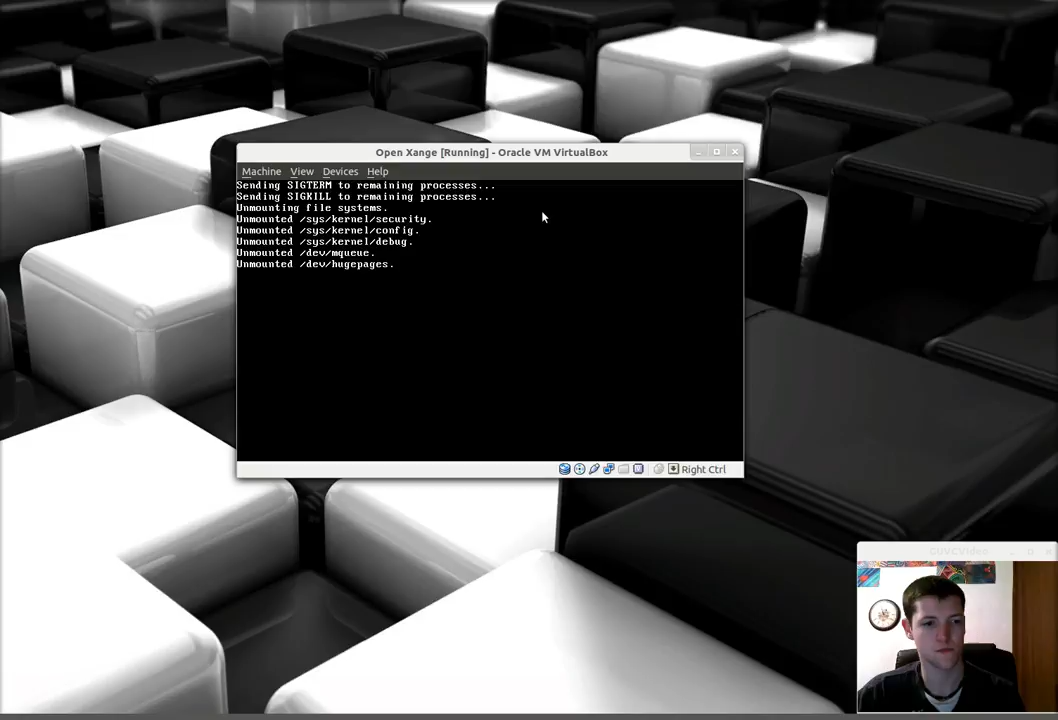 Open Xange [Running] - Oracle VM VirtualBox
Machine View Devices Help
Sending SIGTERM to remaining processes...
Sending SIGKILL to remaining processes...
Unmounting file systems.
Unmounted /sys/kernel/security.
Unmounted /sys/kernel/config.
Unmounted /sys/kernel/debug.
Unmounted /dev/mqueue.
Unmounted /dev/hugepages.
Right Ctrl
GUVCVideo